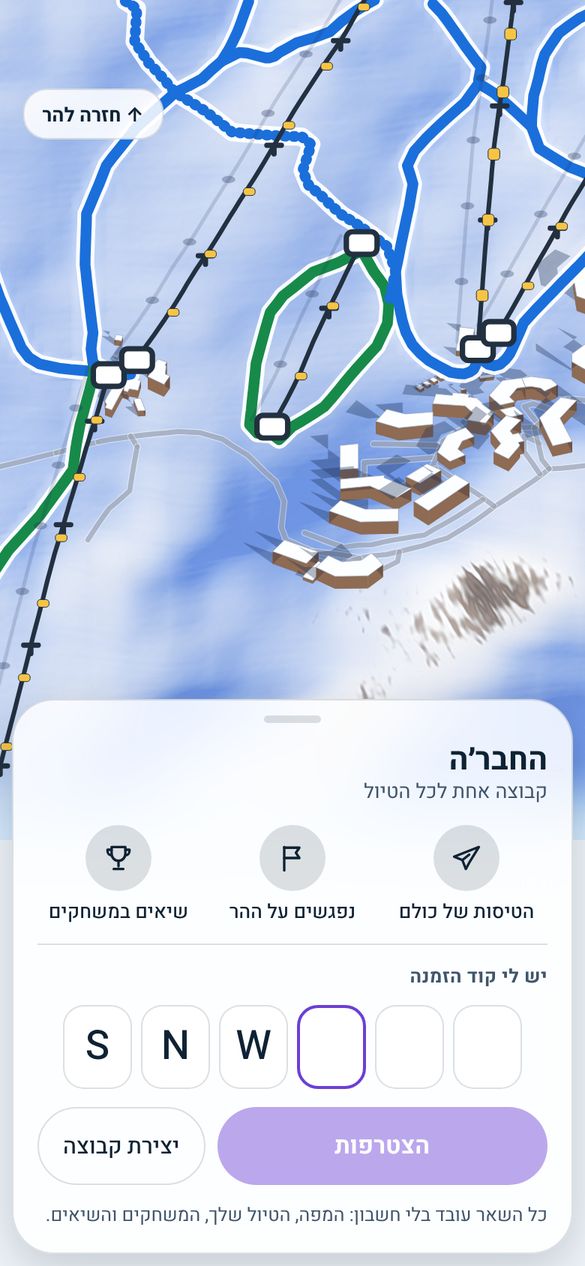 ↑ חזרה להר
החבר׳ה
קבוצה אחת לכל הטיול
הטיסות של כולם
נפגשים על ההר
שיאים במשחקים
יש לי קוד הזמנה
S N W
הצטרפות
יצירת קבוצה
כל השאר עובד בלי חשבון: המפה, הטיול שלך, המשחקים והשיאים.